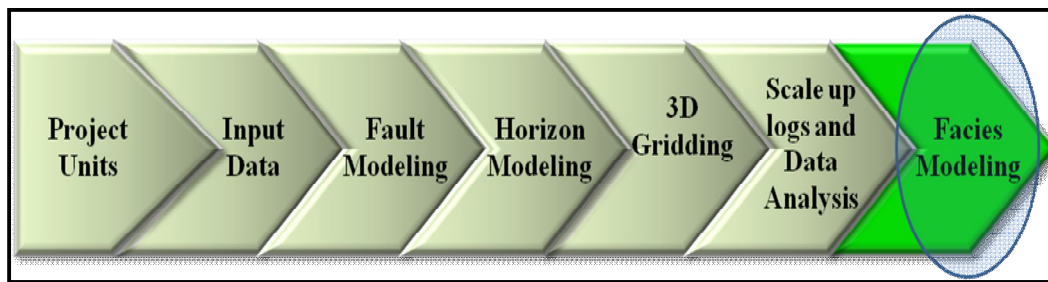 Project
Units
Input
Data
Fault
Modeling
Horizon
Modeling
3D
Gridding
Scale up
logs and
Data
Analysis
Facies
Modeling